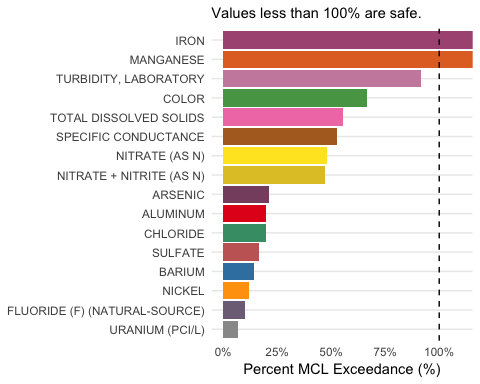 Values less than 100% are safe.
IRON
MANGANESE
TURBIDITY, LABORATORY
COLOR
TOTAL DISSOLVED SOLIDS
SPECIFIC CONDUCTANCE
NITRATE (AS N)
NITRATE + NITRITE (AS N)
ARSENIC
ALUMINUM
CHLORIDE
SULFATE
BARIUM
NICKEL
FLUORIDE (F) (NATURAL-SOURCE)
URANIUM (PCI/L)
0% 25% 50% 75% 100%
Percent MCL Exceedance (%)